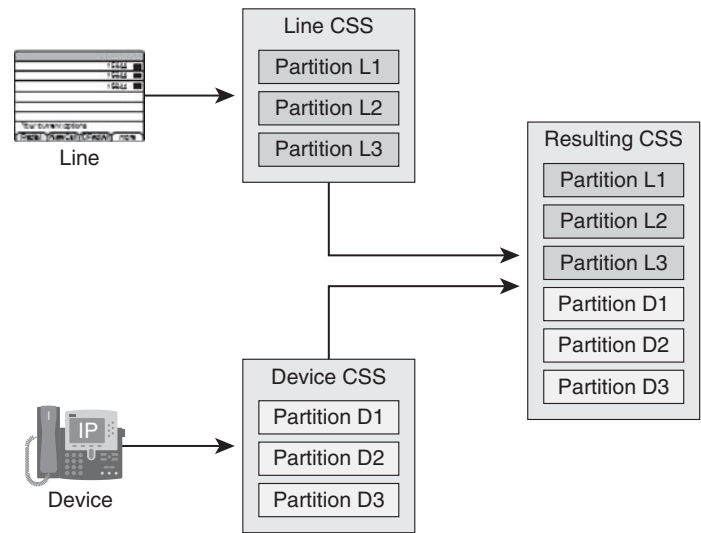 Line CSS
Partition L1
Partition L2
Partition L3
Line
Resulting CSS
Partition L1
Partition L2
Partition L3
Partition D1
Partition D2
Partition D3
Device CSS
Partition D1
Partition D2
Partition D3
IP
Device